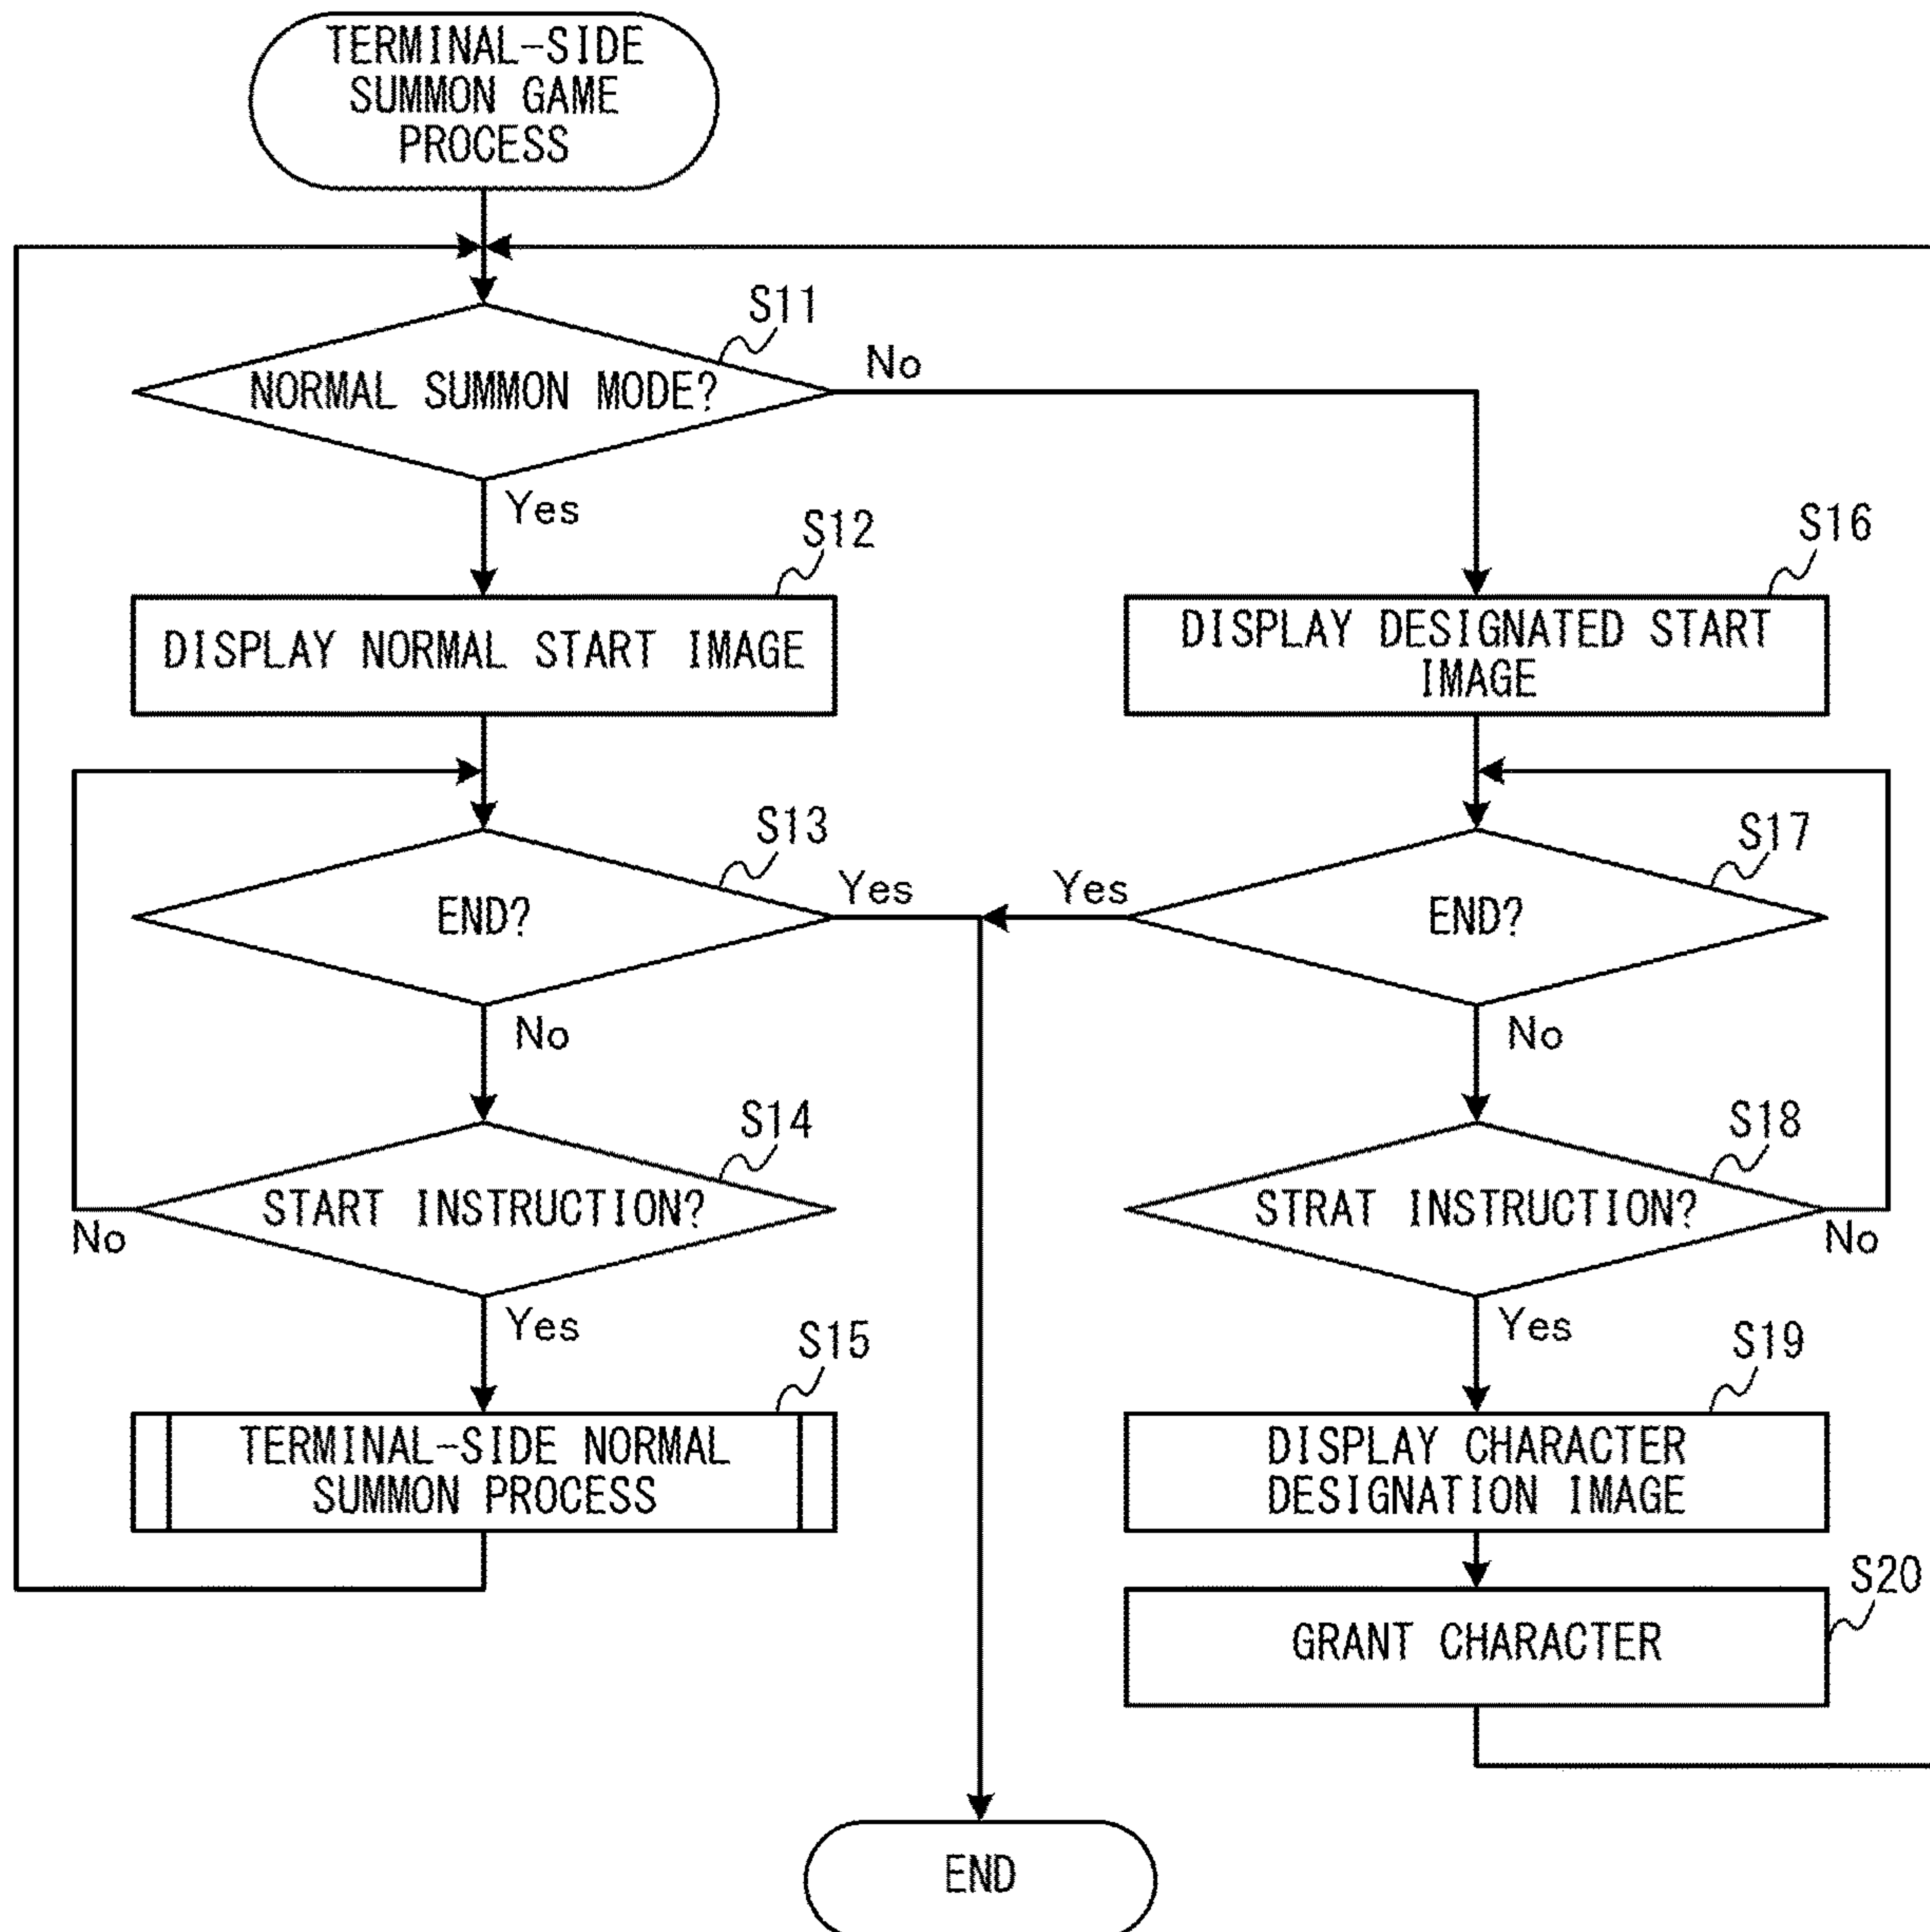 TERMINAL-SIDE
SUMMON GAME
PROCESS
S11
NORMAL SUMMON MODE?
No
Yes
S12
DISPLAY NORMAL START IMAGE
S16
DISPLAY DESIGNATED START
IMAGE
S13
END?
Yes
No
S17
END?
Yes
No
S14
START INSTRUCTION?
No
Yes
S18
STRAT INSTRUCTION?
No
Yes
S15
TERMINAL-SIDE NORMAL
SUMMON PROCESS
S19
DISPLAY CHARACTER
DESIGNATION IMAGE
S20
GRANT CHARACTER
END